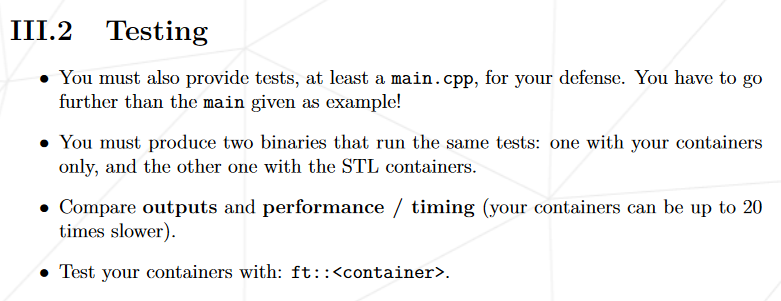 III.2 Testing
• You must also provide tests, at least a main.cpp, for your defense. You have to go
further than the main given as example!
• You must produce two binaries that run the same tests: one with your containers
only, and the other one with the STL containers.
• Compare outputs and performance / timing (your containers can be up to 20
times slower).
• Test your containers with: ft::<container>.